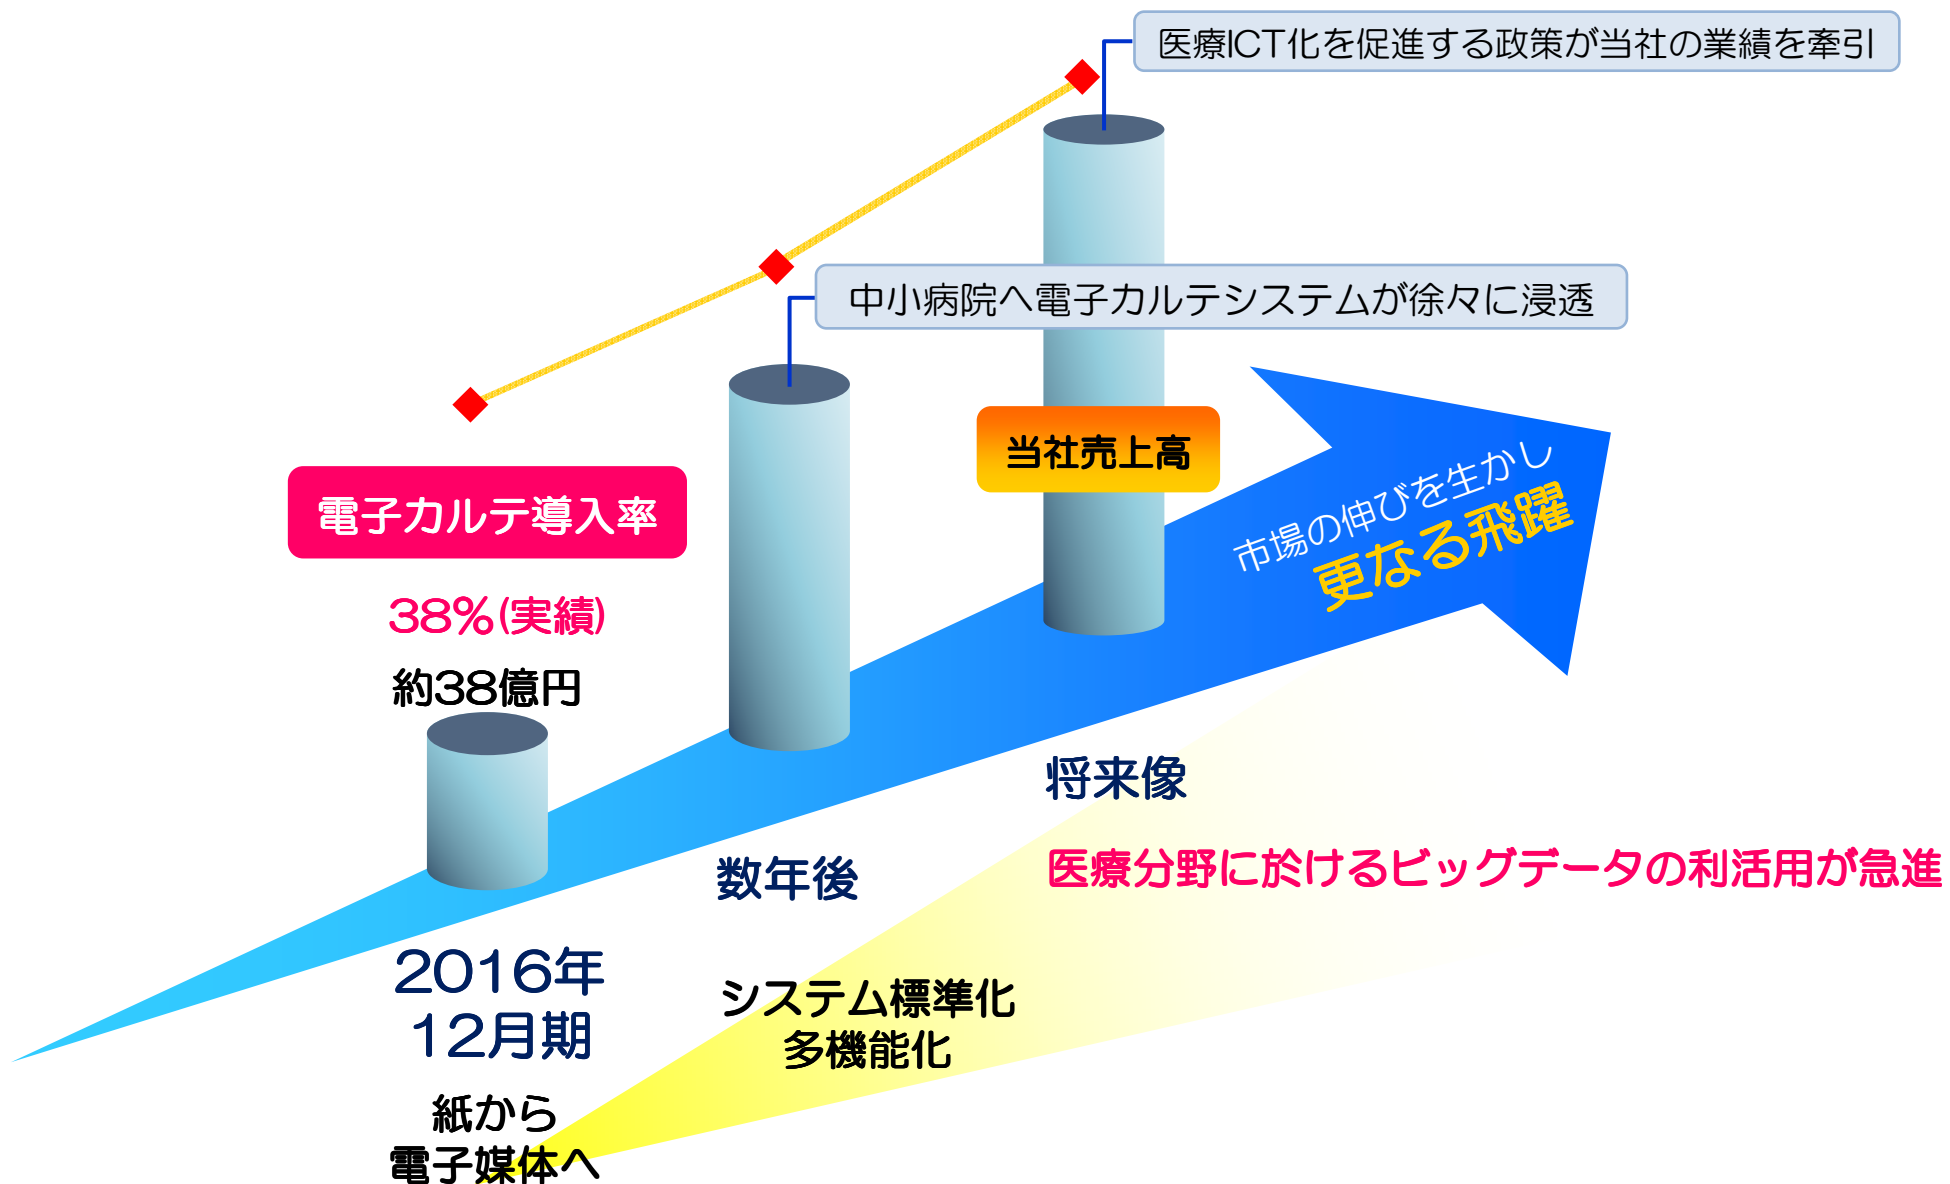 医療ICT化を促進する政策が当社の業績を牽引
中小病院へ電子カルテシステムが徐々に浸透
当社売上高
市場の伸びを生かし
更なる飛躍
電子カルテ導入率
38%(実績)
約38億円
将来像
数年後
医療分野に於けるビッグデータの利活用が急進
2016年
12月期
システム標準化
多機能化
紙から
電子媒体へ